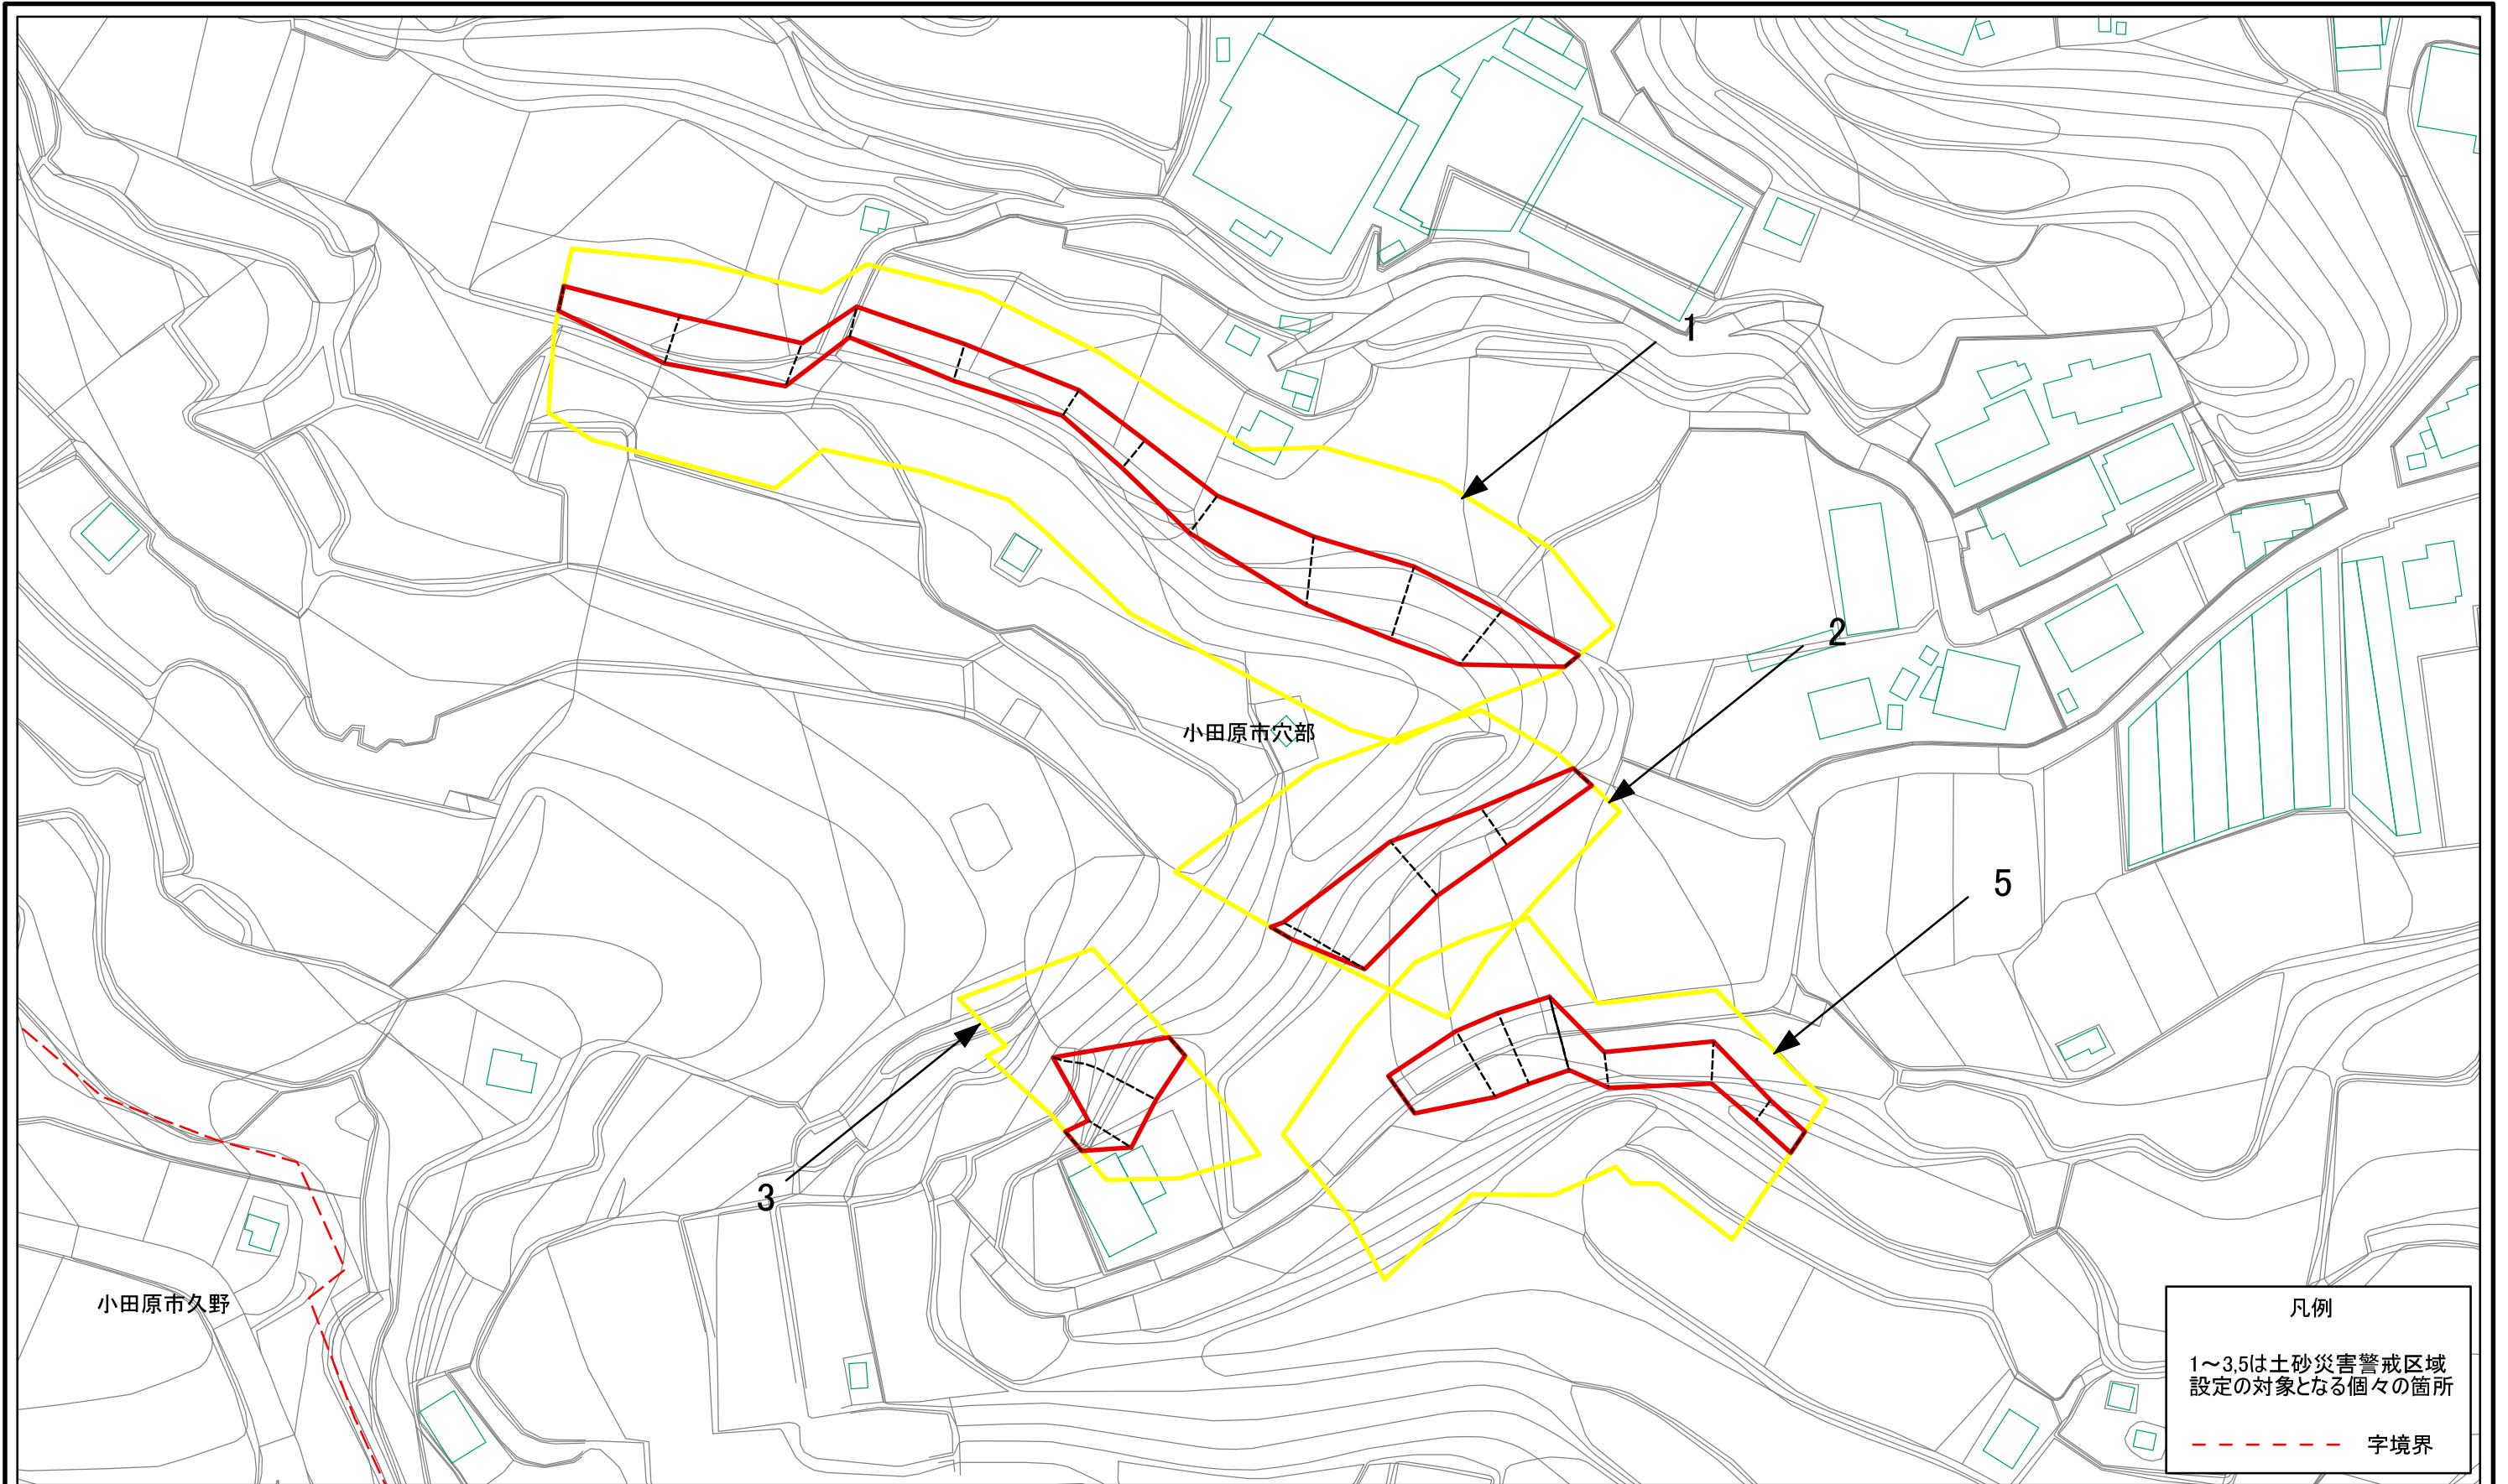 1
2
小田原市穴部
5
3
小田原市久野
凡例
1～3,5は土砂災害警戒区域
設定の対象となる個々の箇所
字境界